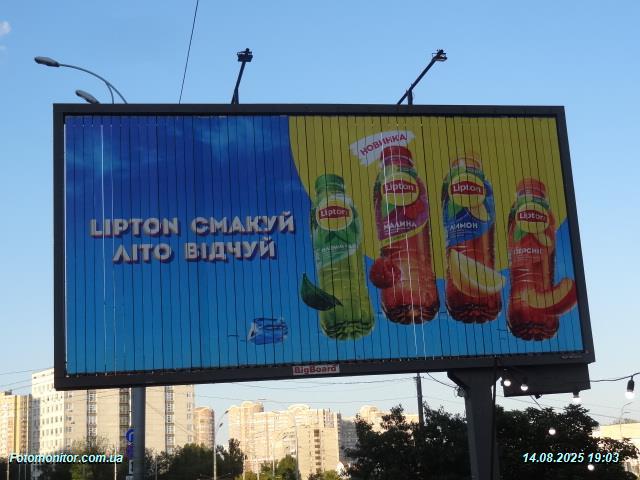 НОВИНКА
LIPTON СМАКУЙ
ЛІТО ВІДЧУЙ
Lipton
Lipton
МАЛИНА
Lipton
ЛИМОН
Lipton
ПЕРСИК
BigBoard
Fotomonitor.com.ua
14.08.2025 19:03